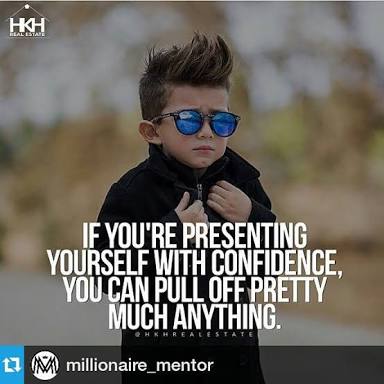 HKH
REAL ESTATE
IF YOU'RE PRESENTING
YOURSELF WITH CONFIDENCE,
YOU CAN PULL OFF PRETTY
MUCH ANYTHING.
@HKHREALESTATE
millionaire_mentor